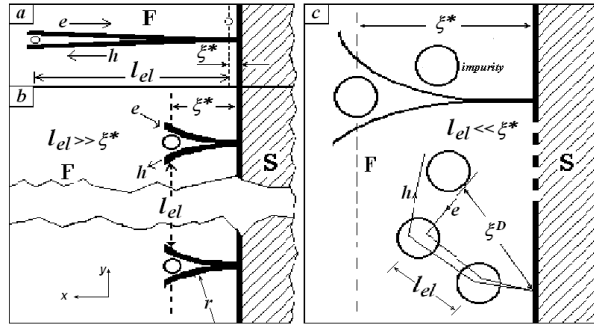 a
e
F
h
l_el
ξ*
b
ξ*
e
l_el >> ξ*
h
S
F
l_el
y
x
r
c
ξ*
impurity
l_el << ξ*
F
S
h
e
ξ^D
l_el